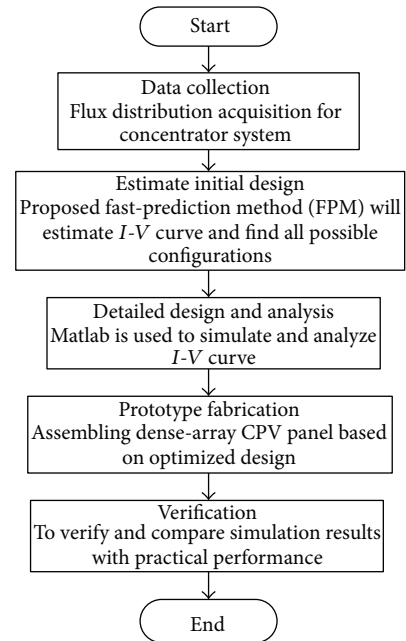 Start
Data collection
Flux distribution acquisition for
concentrator system
Estimate initial design
Proposed fast-prediction method (FPM) will
estimate I-V curve and find all possible
configurations
Detailed design and analysis
Matlab is used to simulate and analyze
I-V curve
Prototype fabrication
Assembling dense-array CPV panel based
on optimized design
Verification
To verify and compare simulation results
with practical performance
End